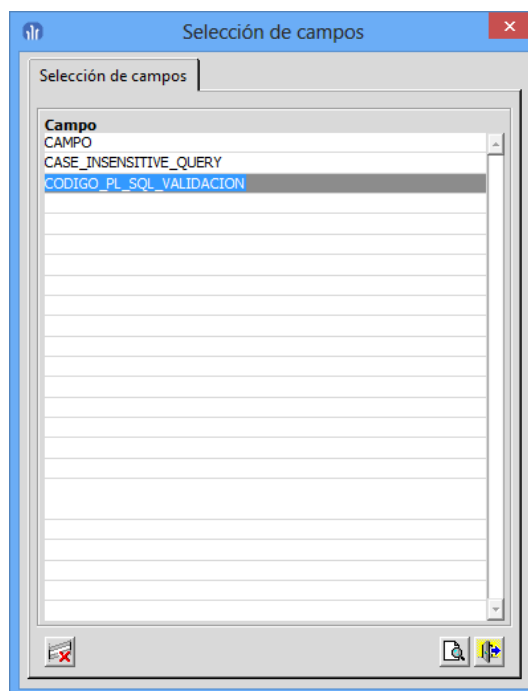 Selección de campos
Selección de campos
Campo
CAMPO
CASE_INSENSITIVE_QUERY
CODIGO_PL_SQL_VALIDACION